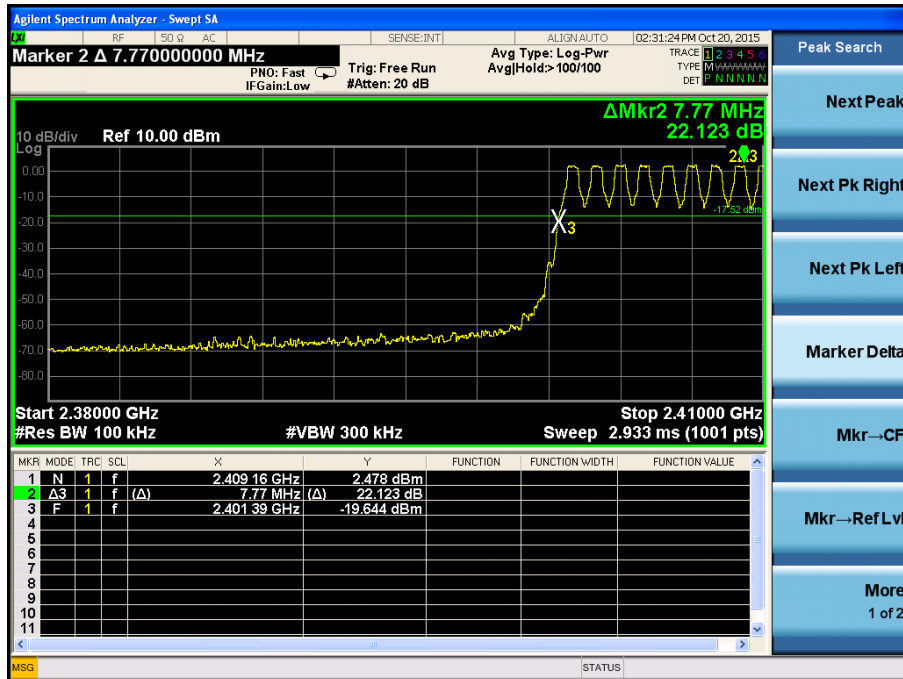 Agilent Spectrum Analyzer - Swept SA
LXI RF 50 Ω AC SENSE:INT ALIGN AUTO 02:31:24 PM Oct 20, 2015
Marker 2 Δ 7.770000000 MHz
PNO: Fast
IFGain:Low
Trig: Free Run
#Atten: 20 dB
Avg Type: Log-Pwr
Avg|Hold:>100/100
TRACE 1 2 3 4 5 6
TYPE M
DET P N N N N N
Peak Search
ΔMkr2 7.77 MHz
22.123 dB
10 dB/div Ref 10.00 dBm
Log
2Δ3
0.00
-10.0
-17.52 dBm
-20.0
3
-30.0
-40.0
-50.0
-60.0
-70.0
-80.0
Start 2.38000 GHz Stop 2.41000 GHz
#Res BW 100 kHz #VBW 300 kHz Sweep 2.933 ms (1001 pts)
MKR MODE TRC SCL X Y FUNCTION FUNCTION WIDTH FUNCTION VALUE
1 N 1 f 2.409 16 GHz 2.478 dBm
2 Δ3 1 f (Δ) 7.77 MHz (Δ) 22.123 dB
3 F 1 f 2.401 39 GHz -19.644 dBm
4
5
6
7
8
9
10
11
MSG STATUS
Next Peak
Next Pk Right
Next Pk Left
Marker Delta
Mkr→CF
Mkr→Ref Lvl
More
1 of 2